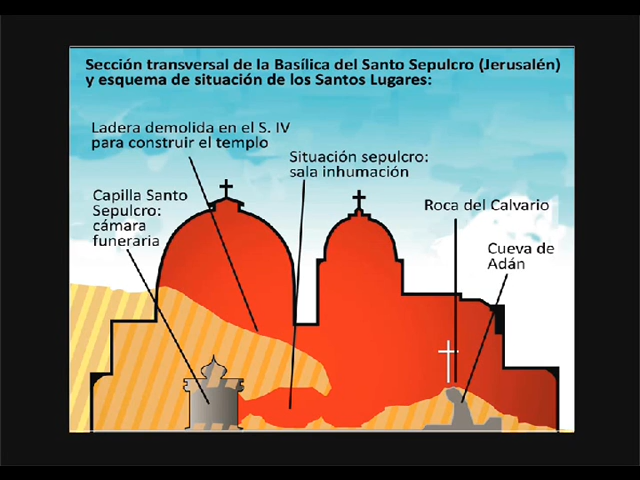 Sección transversal de la Basílica del Santo Sepulcro (Jerusalén)
y esquema de situación de los Santos Lugares:
Ladera demolida en el S. IV
para construir el templo
Situación sepulcro:
sala inhumación
Capilla Santo
Sepulcro:
cámara
funeraria
Roca del Calvario
Cueva de
Adán